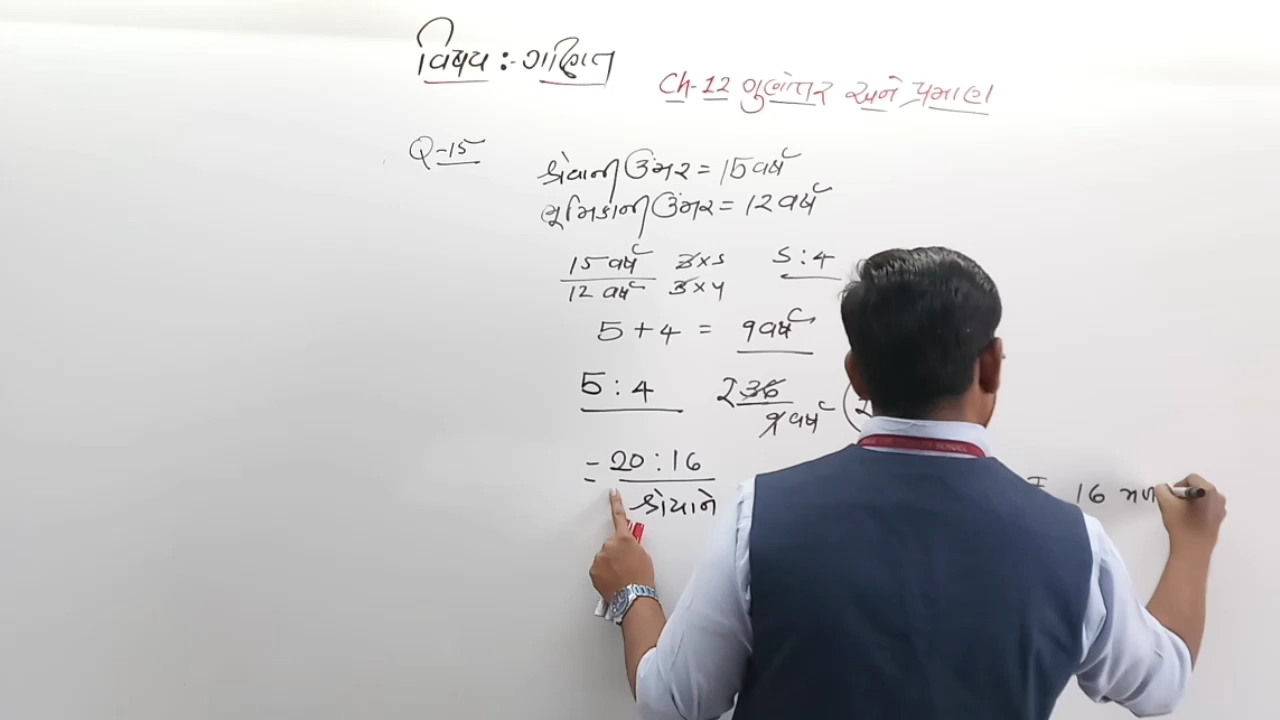 વિષય :- ગણિત
Ch-12 ગુણોત્તર અને પ્રમાણ
Q-15
શ્રેયાની ઉંમર = 15 વર્ષ
ભૂમિકાની ઉંમર = 12 વર્ષ
15 વર્ષ 3×5 5 : 4
12 વર્ષ 3×4
5 + 4 = 9 વર્ષ
5 : 4 2 36
9 વર્ષ
= 20 : 16
શ્રેયાને 16